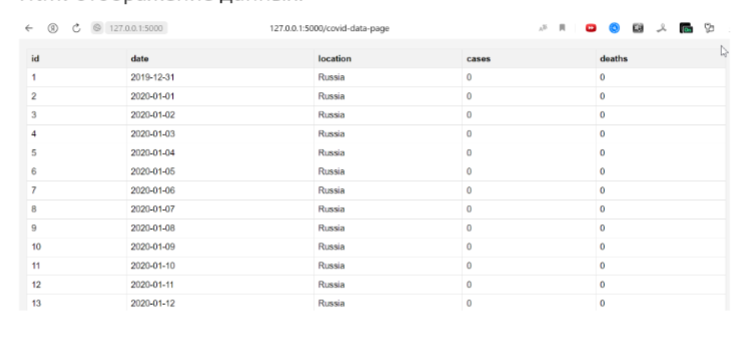 127.0.0.1:5000 127.0.0.1:5000/covid-data-page
id date location cases deaths
1 2019-12-31 Russia 0 0
2 2020-01-01 Russia 0 0
3 2020-01-02 Russia 0 0
4 2020-01-03 Russia 0 0
5 2020-01-04 Russia 0 0
6 2020-01-05 Russia 0 0
7 2020-01-06 Russia 0 0
8 2020-01-07 Russia 0 0
9 2020-01-08 Russia 0 0
10 2020-01-09 Russia 0 0
11 2020-01-10 Russia 0 0
12 2020-01-11 Russia 0 0
13 2020-01-12 Russia 0 0